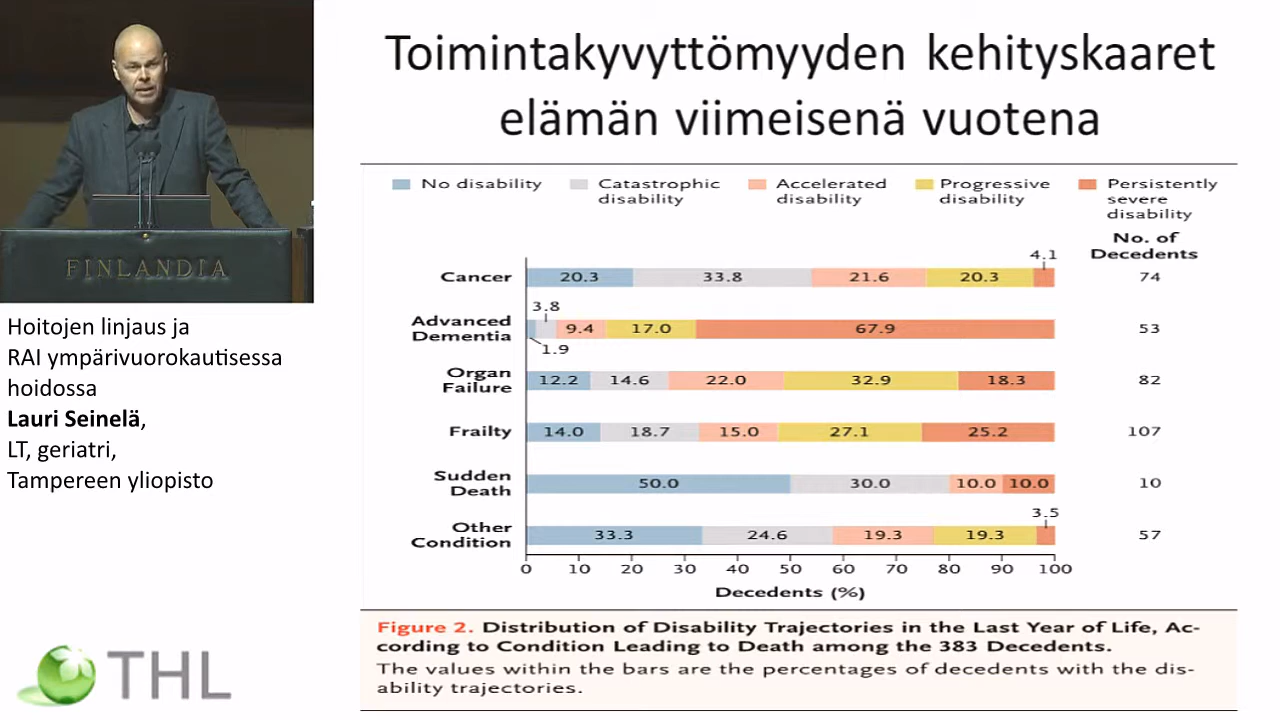 Toimintakyvyttömyyden kehityskaaret
elämän viimeisenä vuotena
FINLANDIA
Hoitojen linjaus ja
RAI ympärivuorokautisessa
hoidossa
Lauri Seinelä,
LT, geriatri,
Tampereen yliopisto
THL
No disability
Catastrophic
disability
Accelerated
disability
Progressive
disability
Persistently
severe
disability
No. of
Decedents
Cancer
20.3 33.8 21.6 20.3 4.1
74
Advanced
Dementia
1.9 3.8 9.4 17.0 67.9
53
Organ
Failure
12.2 14.6 22.0 32.9 18.3
82
Frailty
14.0 18.7 15.0 27.1 25.2
107
Sudden
Death
50.0 30.0 10.0 10.0
10
Other
Condition
33.3 24.6 19.3 19.3 3.5
57
0 10 20 30 40 50 60 70 80 90 100
Decedents (%)
Figure 2. Distribution of Disability Trajectories in the Last Year of Life, Ac-
cording to Condition Leading to Death among the 383 Decedents.
The values within the bars are the percentages of decedents with the dis-
ability trajectories.